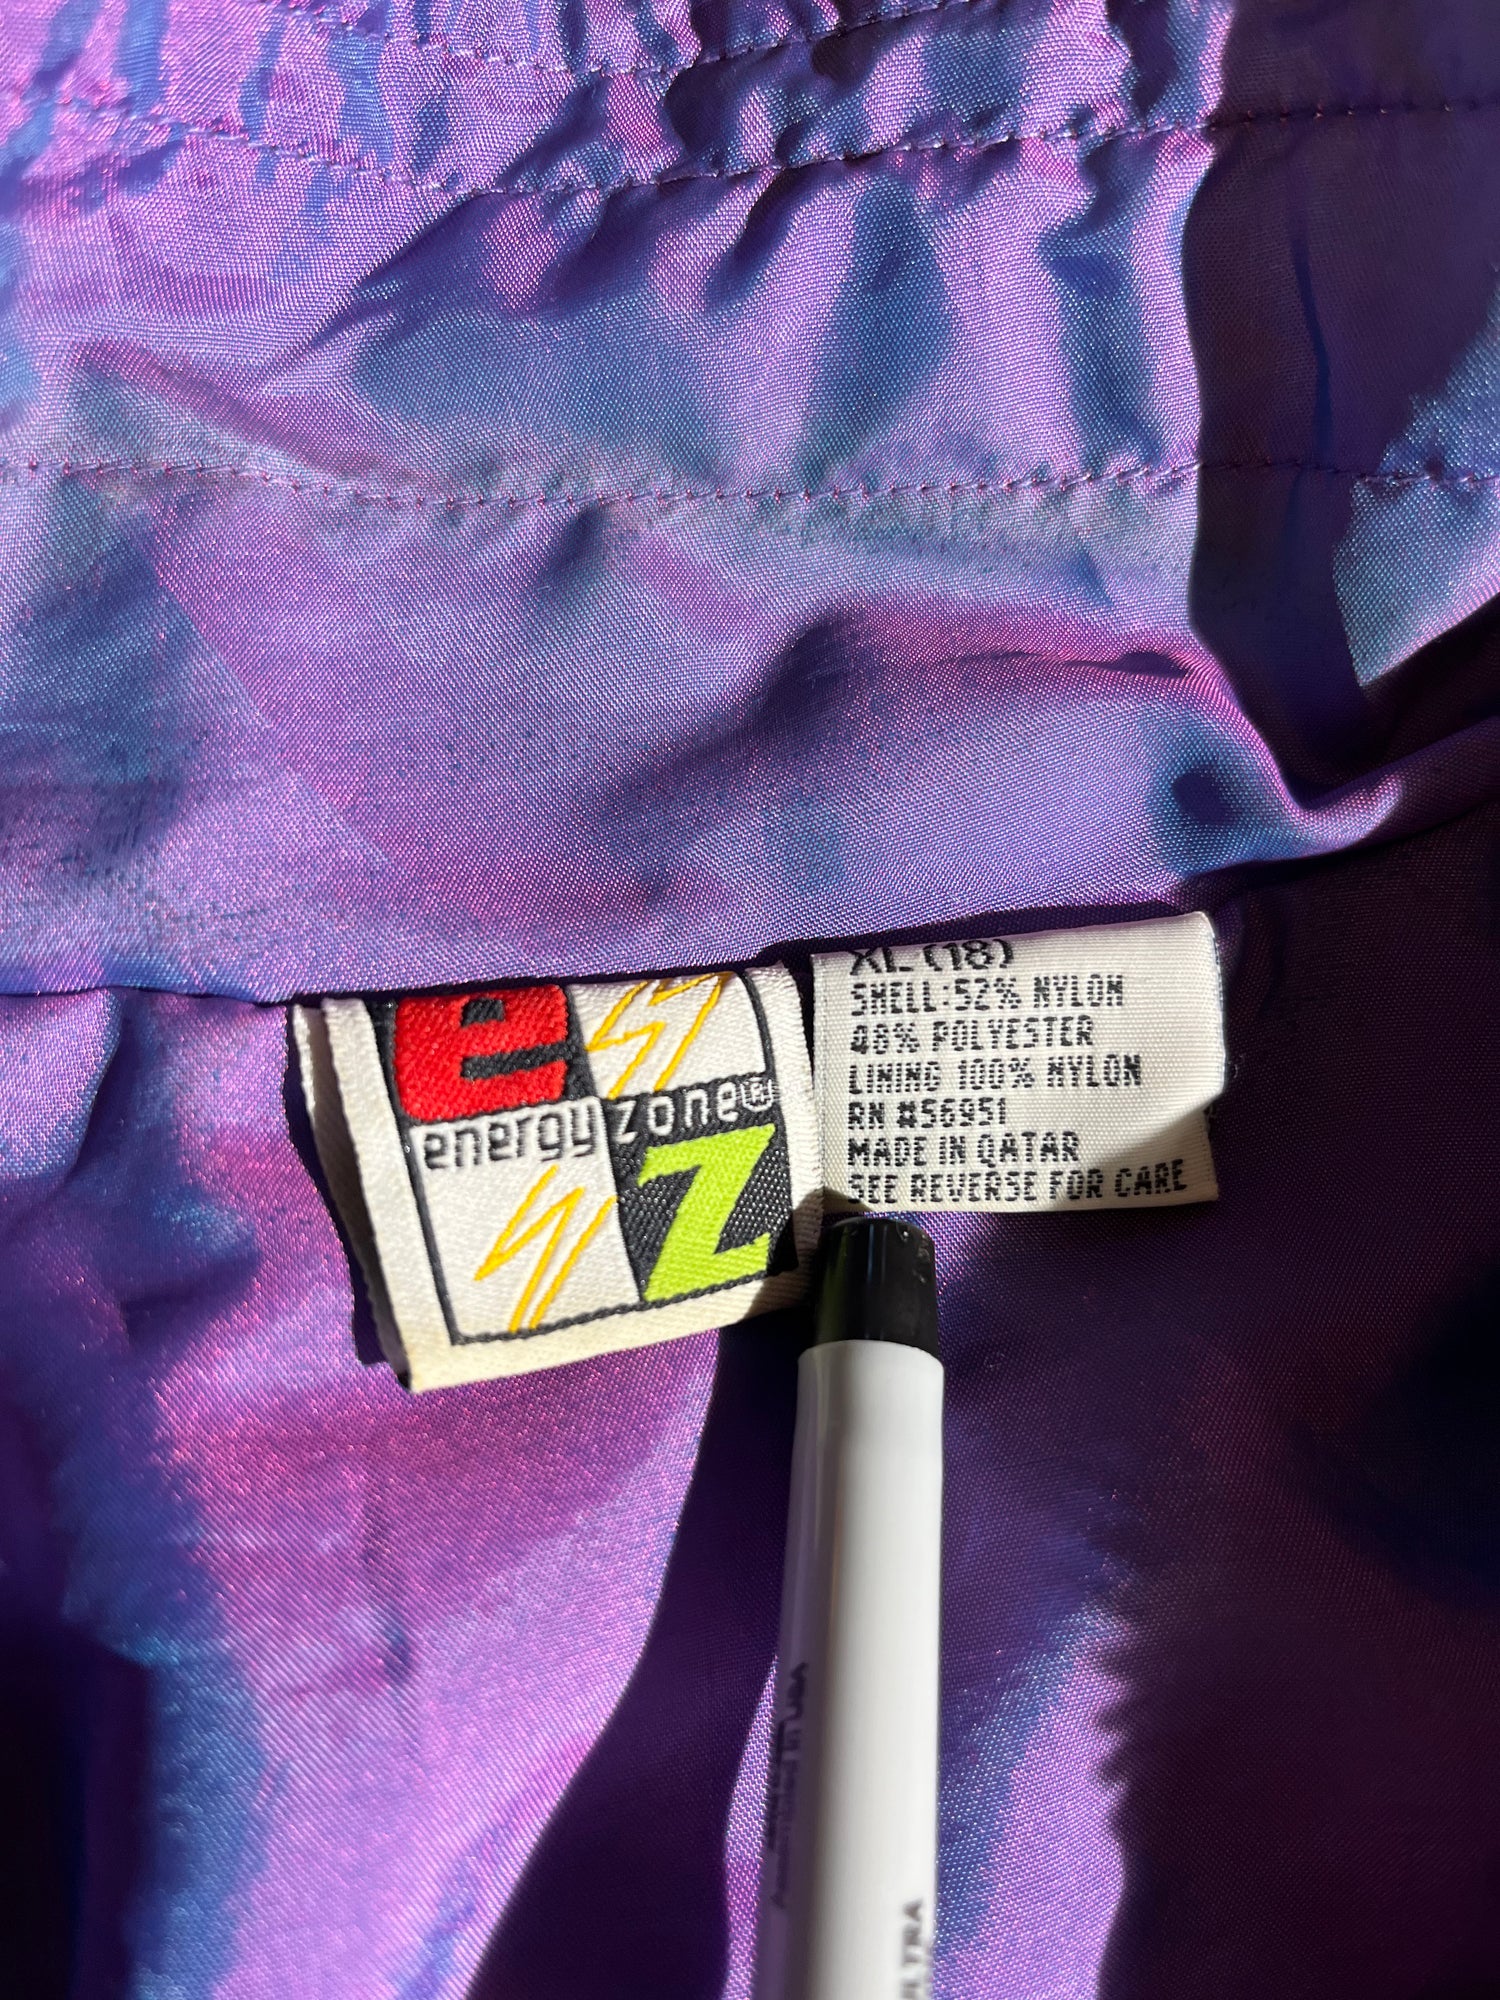 e
energy zone®
z
XL (18)
SHELL:52% NYLON
48% POLYESTER
LINING 100% NYLON
RN #56951
MADE IN QATAR
SEE REVERSE FOR CARE